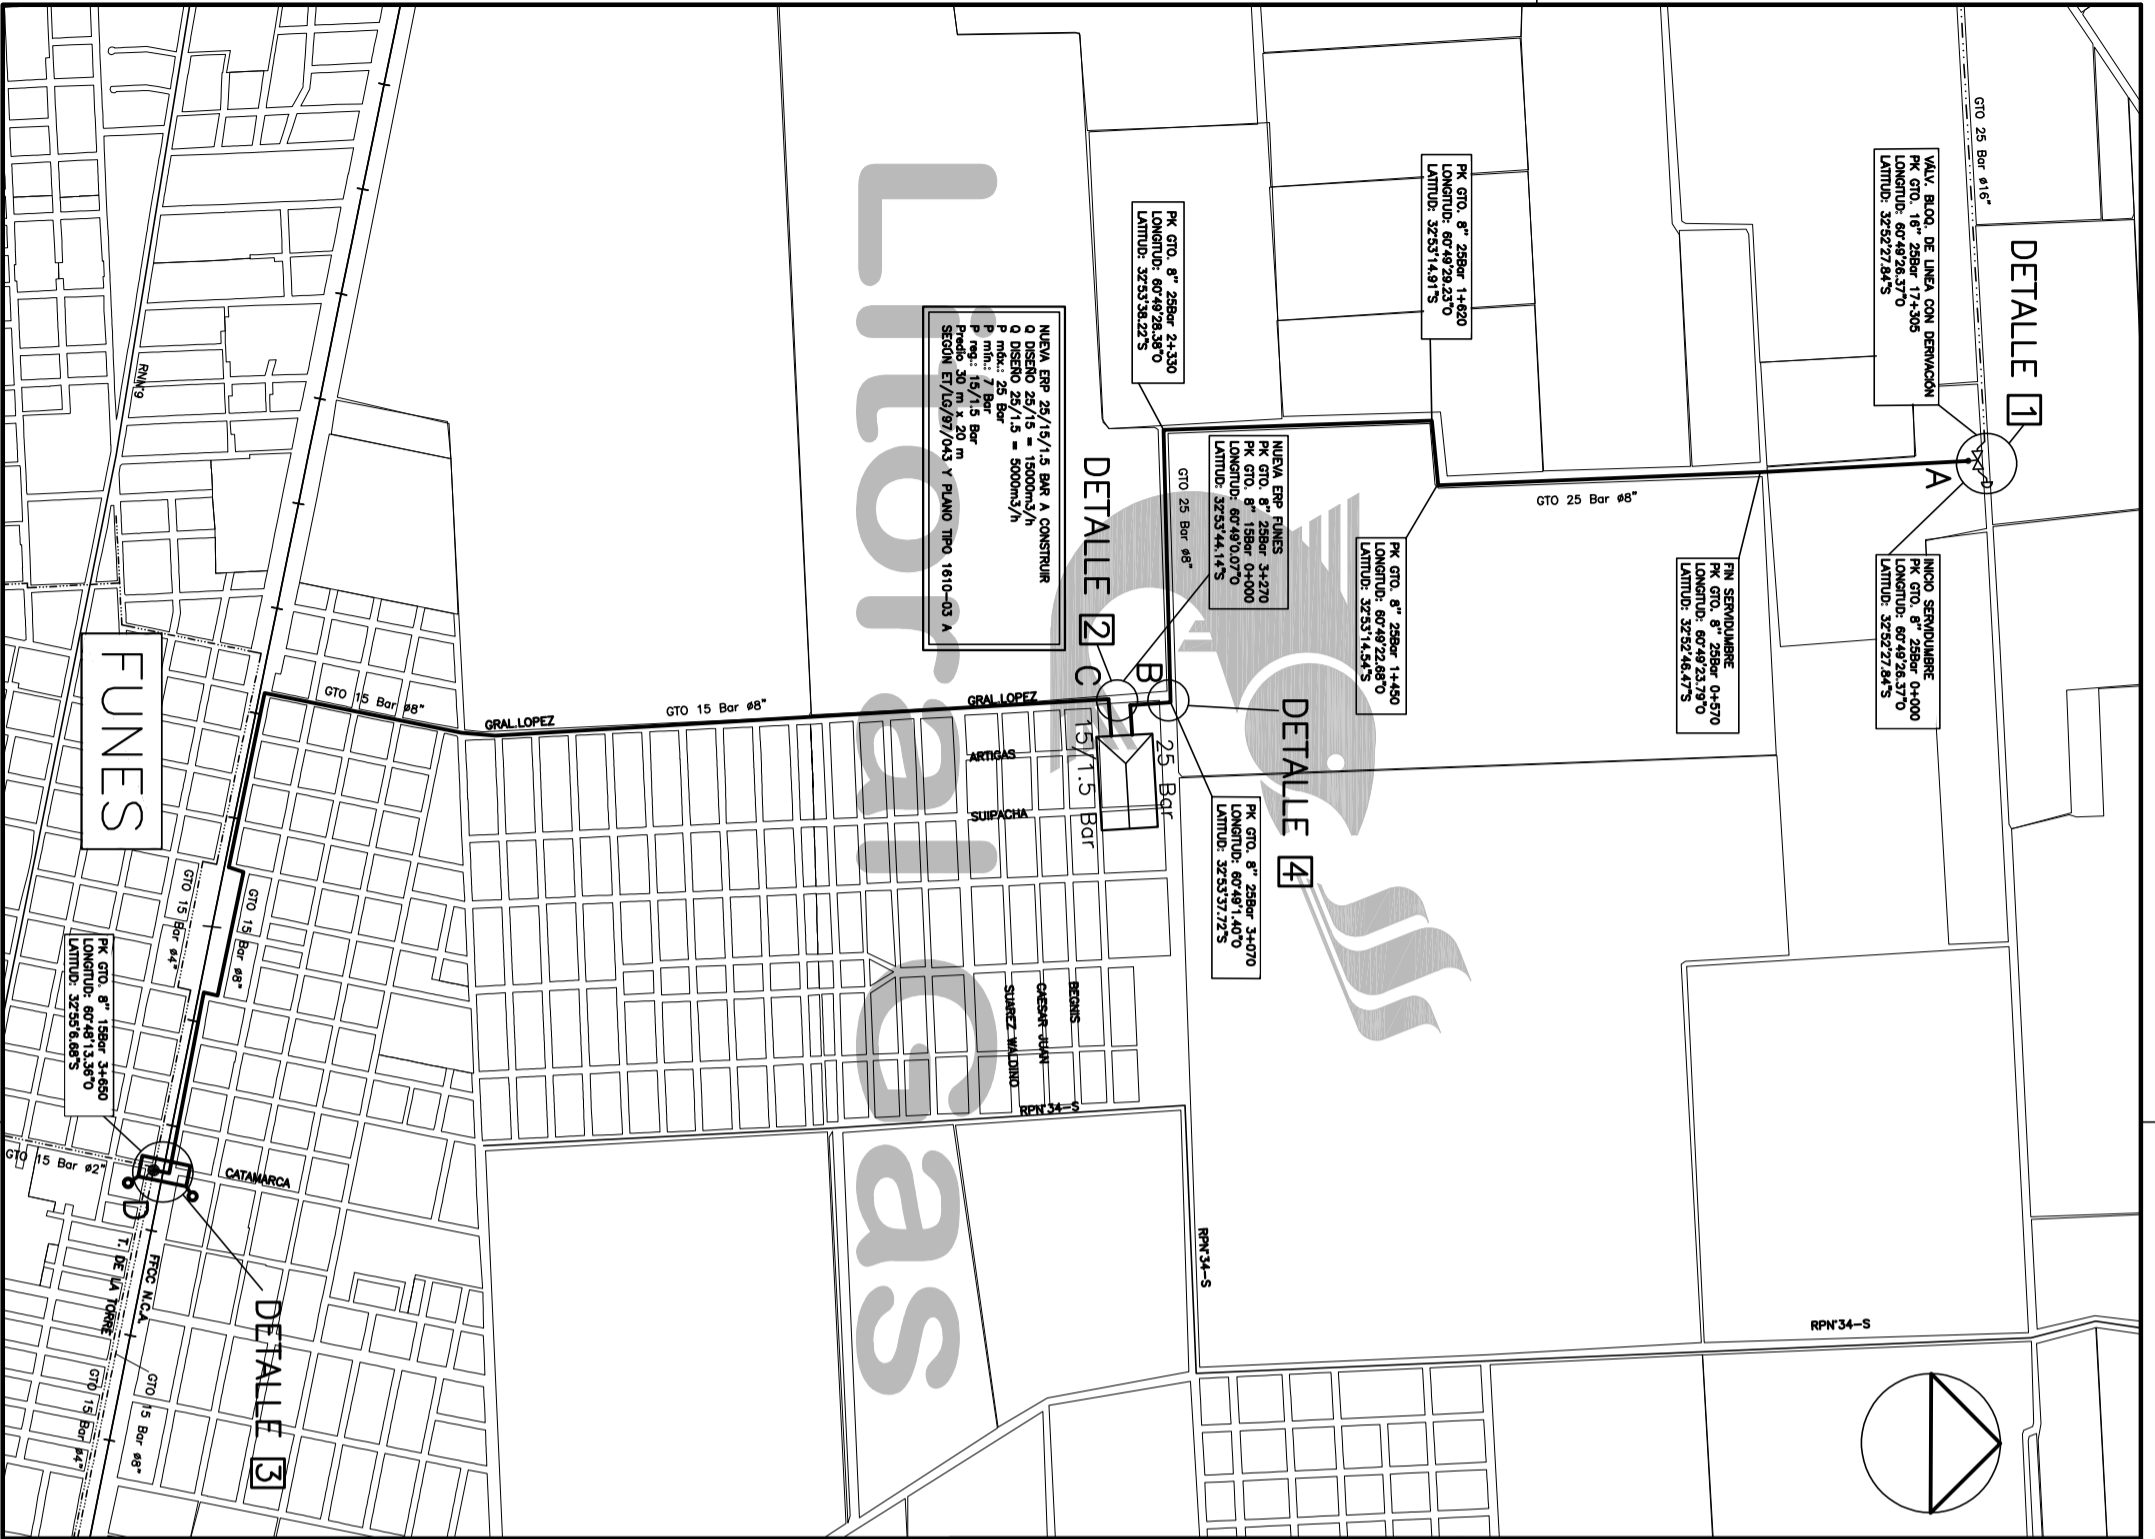 DETALLE 1
GTO 25 Bar ø16"
VÁLV. BLOQ. DE LINEA CON DERIVACIÓN
PK GTO. 16" 25Bar 17+305
LONGITUD: 60°49'26.37"O
LATITUD: 32°52'27.84"S
A
INICIO SERVIDUMBRE
PK GTO. 8" 25Bar 0+000
LONGITUD: 60°49'26.37"O
LATITUD: 32°52'27.84"S
FIN SERVIDUMBRE
PK GTO. 8" 25Bar 0+570
LONGITUD: 60°49'23.79"O
LATITUD: 32°52'46.47"S
RPN°34-S
GTO 25 Bar ø8"
PK GTO. 8" 25Bar 1+620
LONGITUD: 60°49'29.23"O
LATITUD: 32°53'14.91"S
PK GTO. 8" 25Bar 1+450
LONGITUD: 60°49'22.68"O
LATITUD: 32°53'14.54"S
DETALLE 4
NUEVA ERP FUNES
PK GTO. 8" 25Bar 3+270
PK GTO. 8" 15Bar 0+000
LONGITUD: 60°49'0.07"O
LATITUD: 32°53'44.14"S
PK GTO. 8" 25Bar 3+070
LONGITUD: 60°49'1.40"O
LATITUD: 32°53'37.72"S
RPN°34-S
PK GTO. 8" 25Bar 2+330
LONGITUD: 60°49'28.38"O
LATITUD: 32°53'38.22"S
GTO 25 Bar ø8"
B
25 Bar
DETALLE 2
C
15/1.5 Bar
NUEVA ERP 25/15/1.5 BAR A CONSTRUIR
Q DISEÑO 25/15 = 15000m3/h
Q DISEÑO 25/1.5 = 5000m3/h
P máx.: 25 Bar
P mín.: 7 Bar
P reg.: 15/1.5 Bar
Predio 30 m x 20 m
SEGÚN ET/LG/97/043 Y PLANO TIPO 1610-03 A
BEGNIS
CAESAR JUAN
SUAREZ WALDINO
RPN°34-S
GRAL.LOPEZ
ARTIGAS
SUIPACHA
Litoral Gas
GTO 15 Bar ø8"
GRAL.LOPEZ
GTO 15 Bar ø8"
GTO 15 Bar ø8"
CATAMARCA
DETALLE 3
GTO 15 Bar ø4"
FUNES
RNN°9
PK GTO. 8" 15Bar 3+650
LONGITUD: 60°48'13.36"O
LATITUD: 32°55'6.68"S
D
FFCC N.C.A.
T. DE LA TORRE
GTO 15 Bar ø8"
GTO 15 Bar ø4"
GTO 15 Bar ø2"